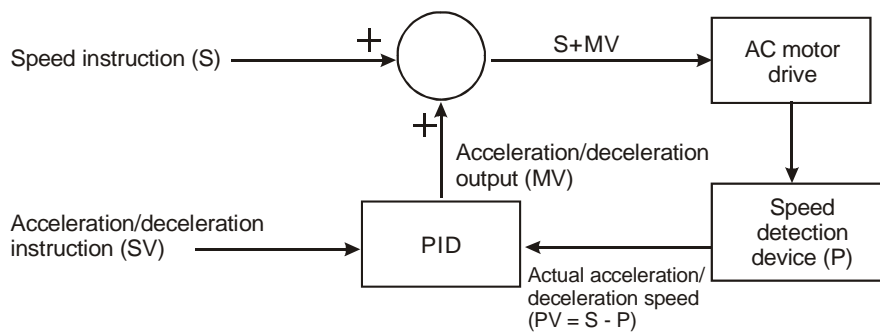 Speed instruction (S)
+
S+MV
AC motor
drive
+
Acceleration/deceleration
output (MV)
Acceleration/deceleration
instruction (SV)
PID
Speed
detection
device (P)
Actual acceleration/
deceleration speed
(PV = S - P)